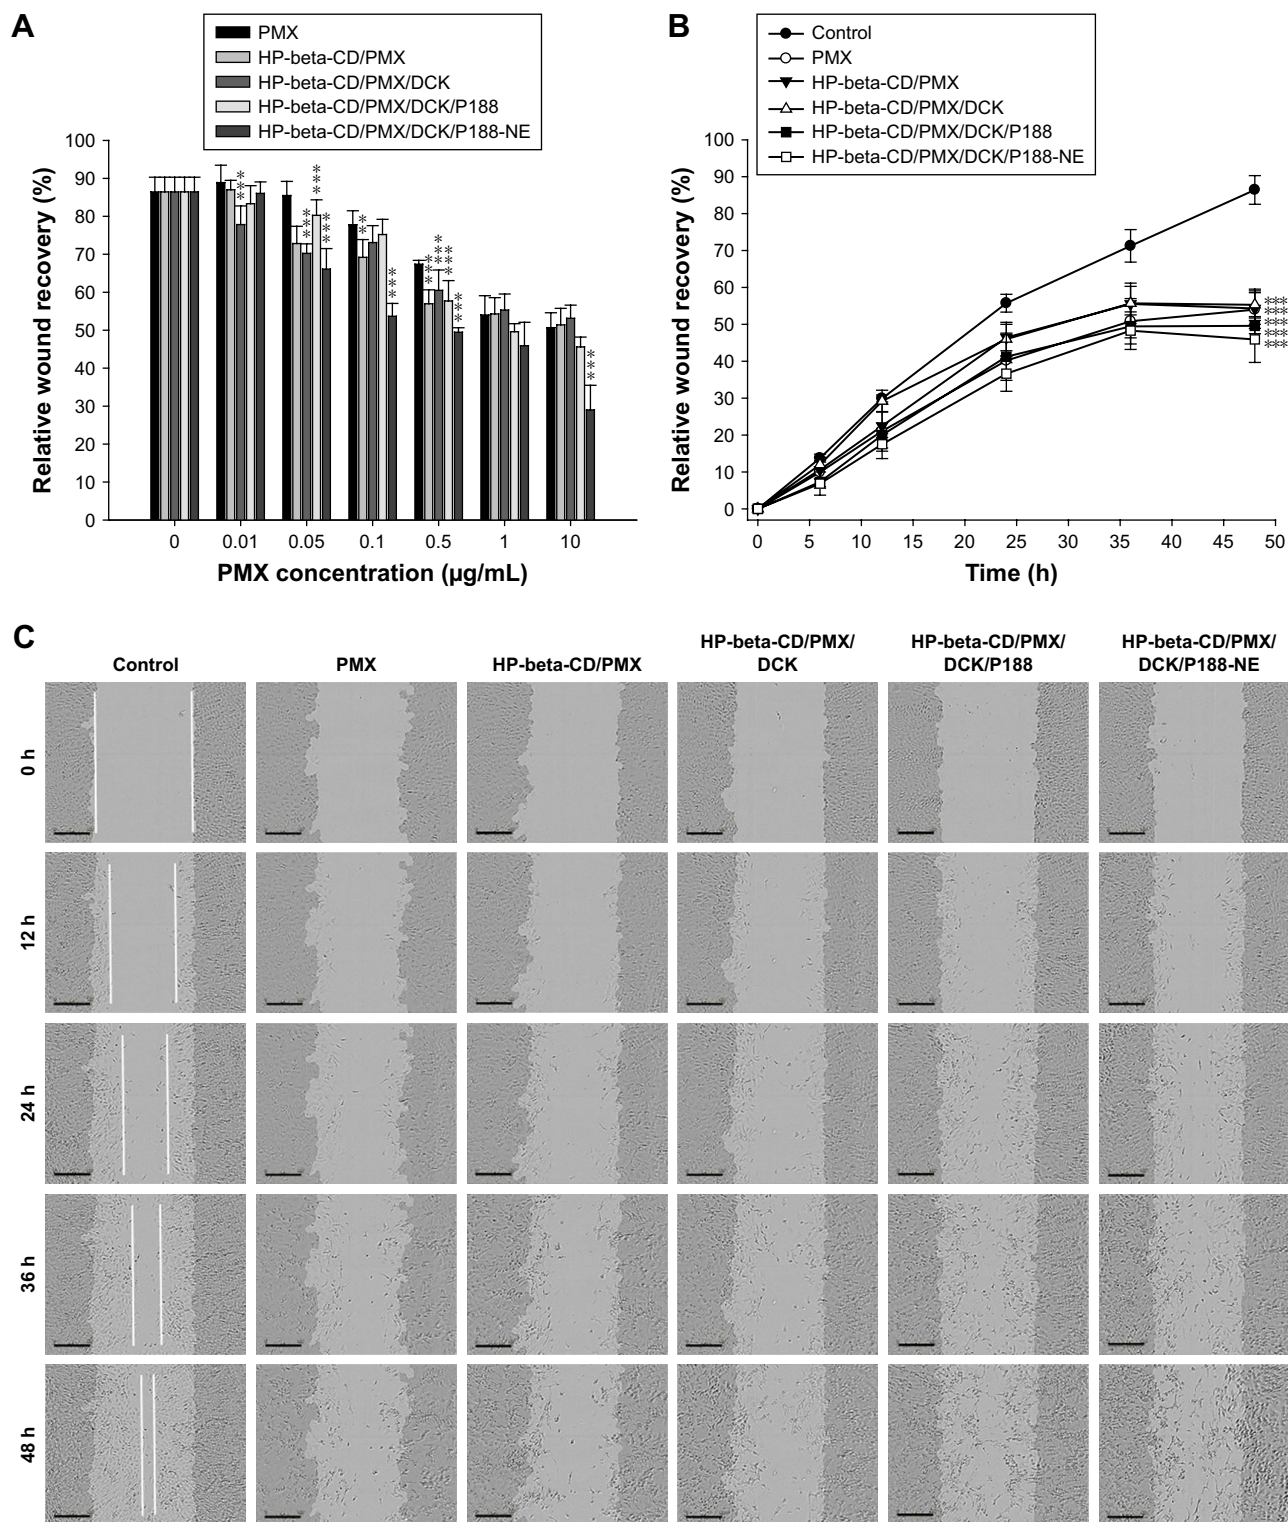 A
PMX
HP-beta-CD/PMX
HP-beta-CD/PMX/DCK
HP-beta-CD/PMX/DCK/P188
HP-beta-CD/PMX/DCK/P188-NE
Relative wound recovery (%)
100
90
80
70
60
50
40
30
20
10
0
***
***
***
***
**
***
***
***
***
***
***
0
0.01
0.05
0.1
0.5
1
10
PMX concentration (µg/mL)
B
Control
PMX
HP-beta-CD/PMX
HP-beta-CD/PMX/DCK
HP-beta-CD/PMX/DCK/P188
HP-beta-CD/PMX/DCK/P188-NE
Relative wound recovery (%)
100
90
80
70
60
50
40
30
20
10
0
***
***
***
***
***
0
5
10
15
20
25
30
35
40
45
50
Time (h)
C
Control
PMX
HP-beta-CD/PMX
HP-beta-CD/PMX/
DCK
HP-beta-CD/PMX/
DCK/P188
HP-beta-CD/PMX/
DCK/P188-NE
0 h
12 h
24 h
36 h
48 h